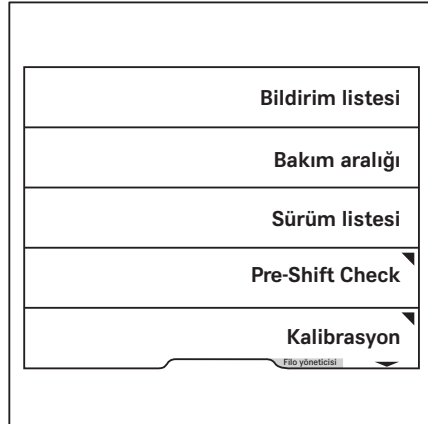 Bildirim listesi
Bakım aralığı
Sürüm listesi
Pre-Shift Check
Kalibrasyon
Filo yöneticisi